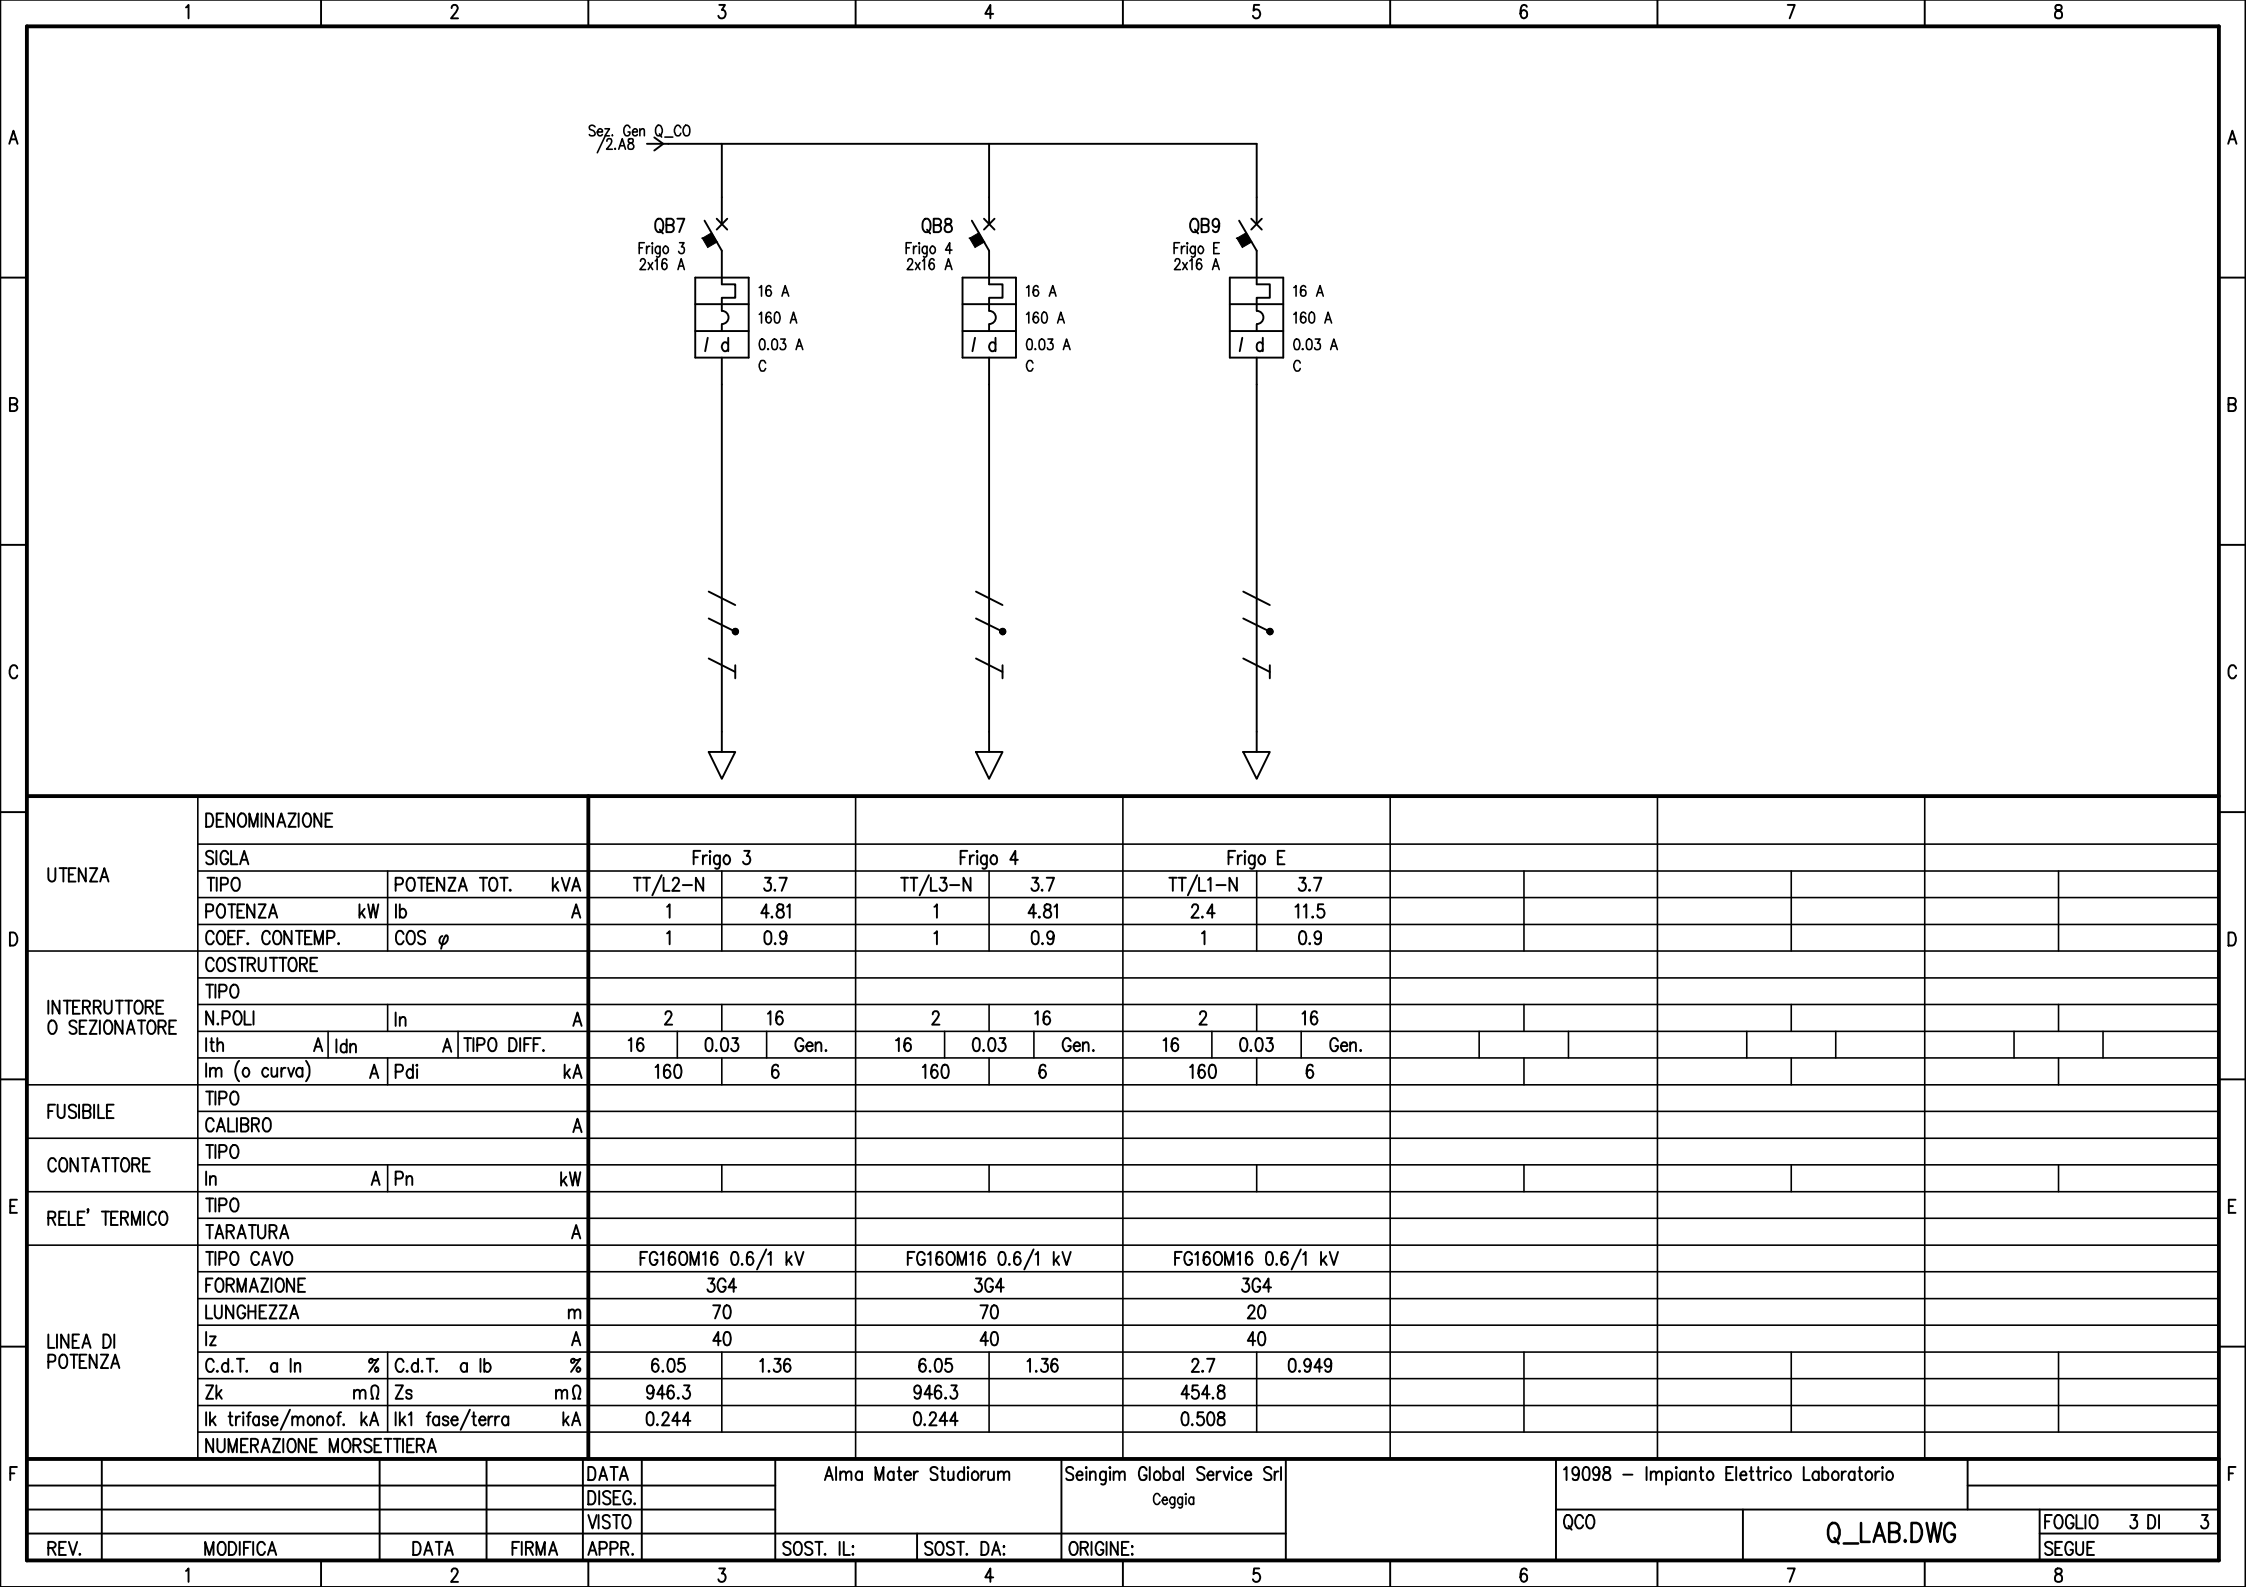 1 2 3 4 5 6 7 8
A A
Sez. Gen Q_CO
/2.A8
QB7 QB8 QB9
Frigo 3 Frigo 4 Frigo E
2x16 A 2x16 A 2x16 A
16 A 16 A 16 A
160 A 160 A 160 A
I d 0.03 A I d 0.03 A I d 0.03 A
C C C
B B
C C
UTENZA
DENOMINAZIONE
SIGLA Frigo 3 Frigo 4 Frigo E
TIPO POTENZA TOT. kVA TT/L2-N 3.7 TT/L3-N 3.7 TT/L1-N 3.7
POTENZA kW Ib A 1 4.81 1 4.81 2.4 11.5
COEF. CONTEMP. COS φ 1 0.9 1 0.9 1 0.9
D D
INTERRUTTORE
O SEZIONATORE
COSTRUTTORE
TIPO
N.POLI In A 2 16 2 16 2 16
Ith A Idn A TIPO DIFF. 16 0.03 Gen. 16 0.03 Gen. 16 0.03 Gen.
Im (o curva) A Pdi kA 160 6 160 6 160 6
FUSIBILE
TIPO
CALIBRO A
CONTATTORE
TIPO
In A Pn kW
E E
RELE' TERMICO
TIPO
TARATURA A
LINEA DI
POTENZA
TIPO CAVO FG16OM16 0.6/1 kV FG16OM16 0.6/1 kV FG16OM16 0.6/1 kV
FORMAZIONE 3G4 3G4 3G4
LUNGHEZZA m 70 70 20
Iz A 40 40 40
C.d.T. a In % C.d.T. a Ib % 6.05 1.36 6.05 1.36 2.7 0.949
Zk mΩ Zs mΩ 946.3 946.3 454.8
Ik trifase/monof. kA Ik1 fase/terra kA 0.244 0.244 0.508
NUMERAZIONE MORSETTIERA
F F
DATA Alma Mater Studiorum Seingim Global Service Srl 19098 - Impianto Elettrico Laboratorio
DISEG. Ceggia
VISTO QCO Q_LAB.DWG FOGLIO 3 DI 3
REV. MODIFICA DATA FIRMA APPR. SOST. IL: SOST. DA: ORIGINE: SEGUE
1 2 3 4 5 6 7 8